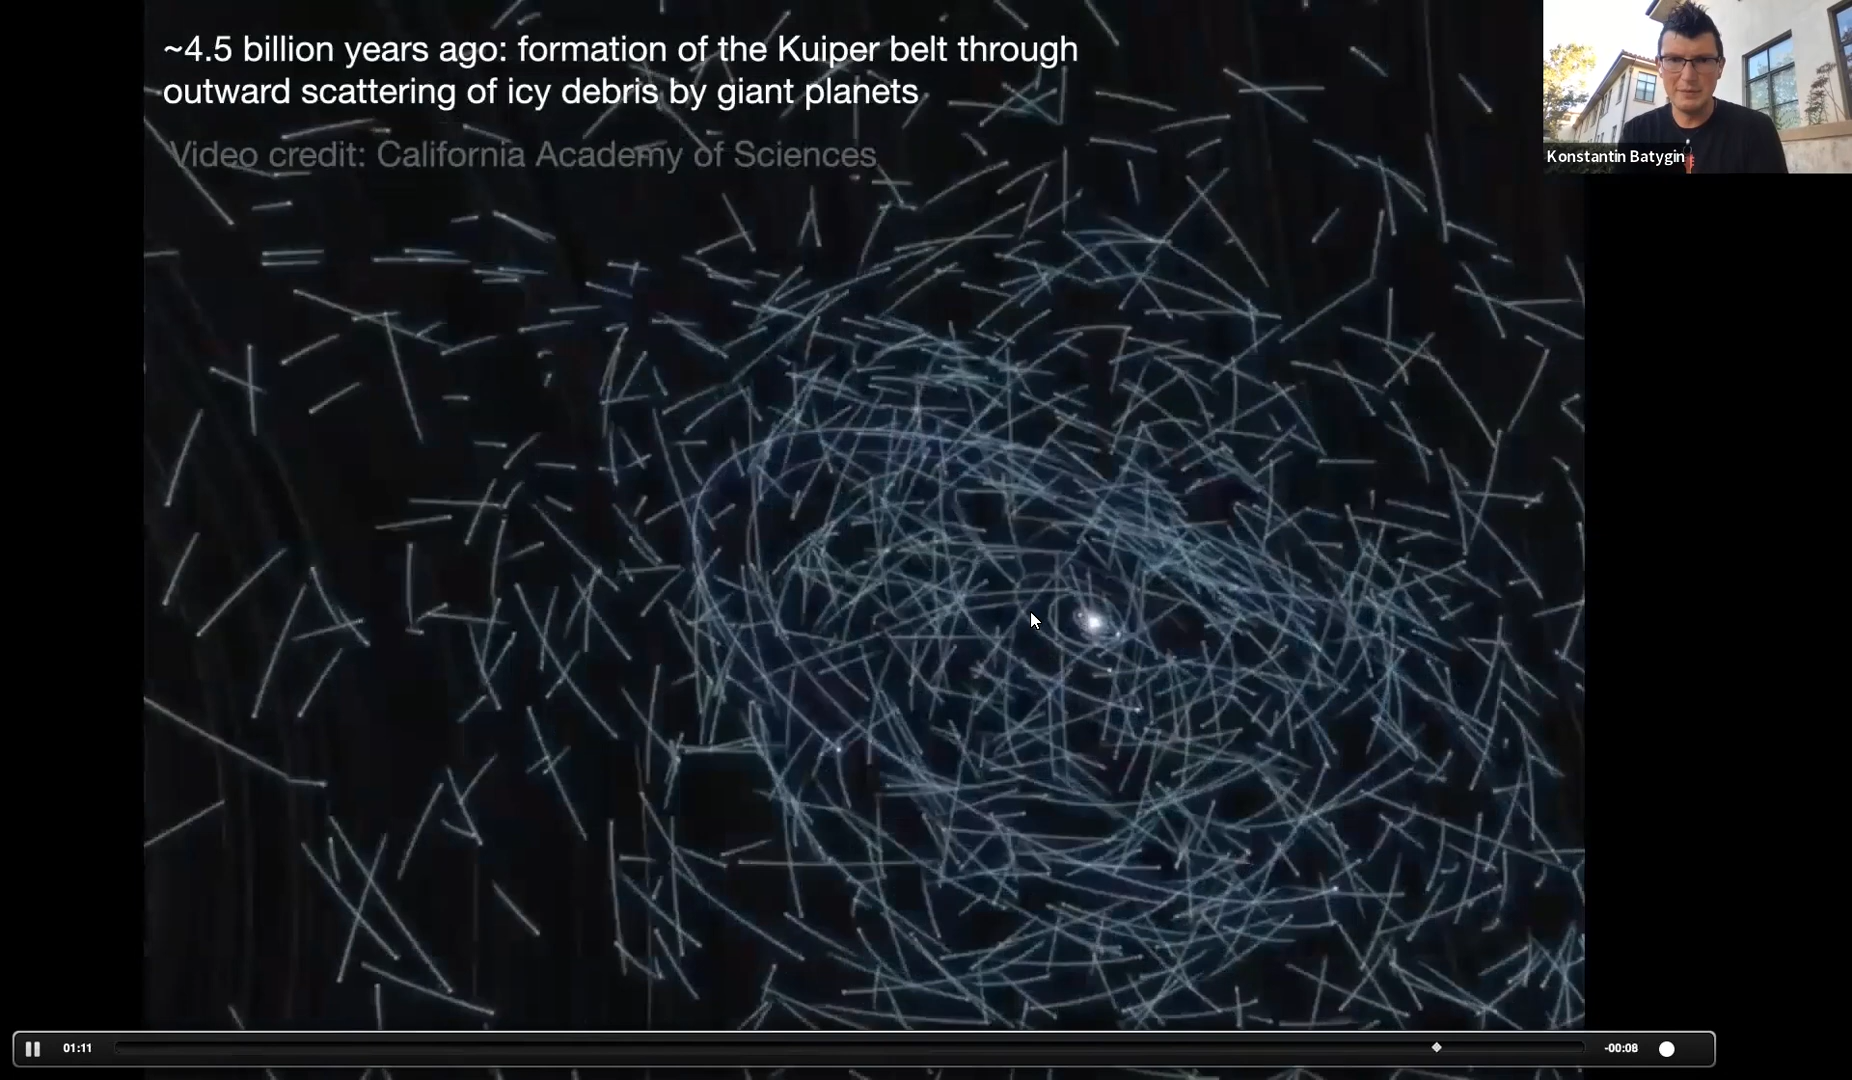 ~4.5 billion years ago: formation of the Kuiper belt through
outward scattering of icy debris by giant planets
Video credit: California Academy of Sciences
Konstantin Batygin
01:11
-00:08